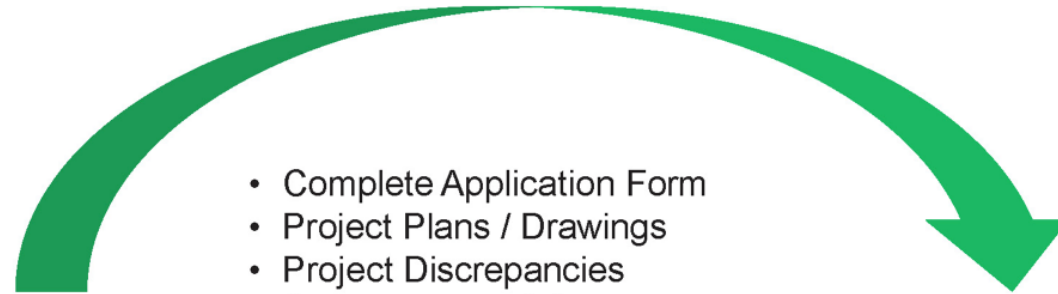 • Complete Application Form
• Project Plans / Drawings
• Project Discrepancies